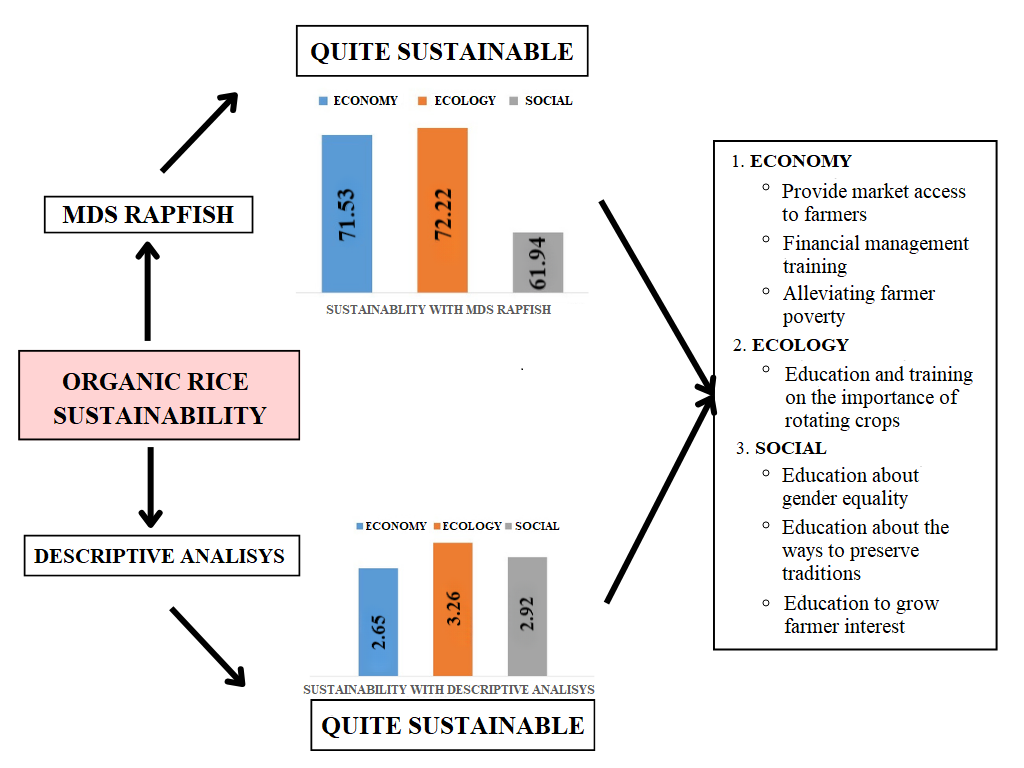 QUITE SUSTAINABLE
ECONOMY ECOLOGY SOCIAL
71.53
72.22
61.94
SUSTAINABLITY WITH MDS RAPFISH
MDS RAPFISH
ORGANIC RICE
SUSTAINABILITY
DESCRIPTIVE ANALISYS
ECONOMY ECOLOGY SOCIAL
2.65
3.26
2.92
SUSTAINABILITY WITH DESCRIPTIVE ANALISYS
QUITE SUSTAINABLE
1. ECONOMY
Provide market access
to farmers
Financial management
training
Alleviating farmer
poverty
2. ECOLOGY
Education and training
on the importance of
rotating crops
3. SOCIAL
Education about
gender equality
Education about the
ways to preserve
traditions
Education to grow
farmer interest